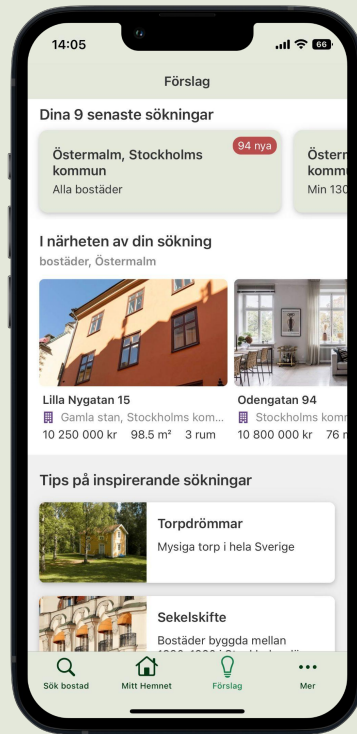 14:05
66
Förslag
Dina 9 senaste sökningar
Östermalm, Stockholms
kommun
Alla bostäder
94 nya
Öster
komm
Min 130
I närheten av din sökning
bostäder, Östermalm
Lilla Nygatan 15
Gamla stan, Stockholms kom...
10 250 000 kr 98.5 m² 3 rum
Odengatan 94
Stockholms komm
10 800 000 kr 76 m
Tips på inspirerande sökningar
Torpdrömmar
Mysiga torp i hela Sverige
Sekelskifte
Bostäder byggda mellan
Sök bostad
Mitt Hemnet
Förslag
Mer